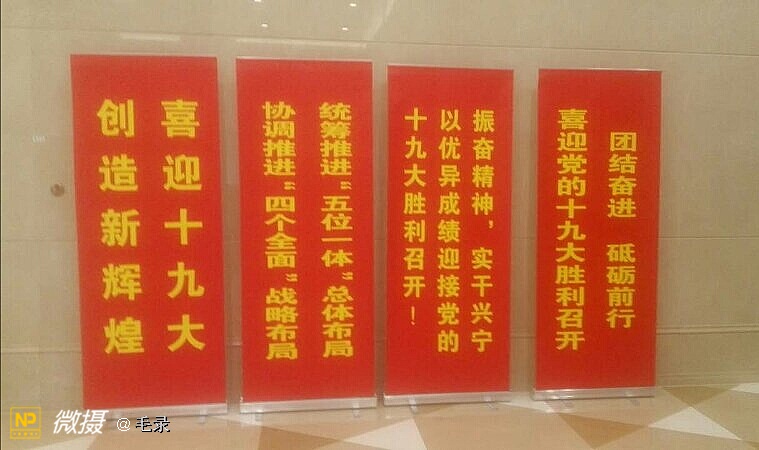 喜迎十九大
创造新辉煌
统筹推进“五位一体”总体布局
协调推进“四个全面”战略布局
振奋精神，实干兴宁
以优异成绩迎接党的
十九大胜利召开！
团结奋进 砥砺前行
喜迎党的十九大胜利召开
NP
微摄
@毛录